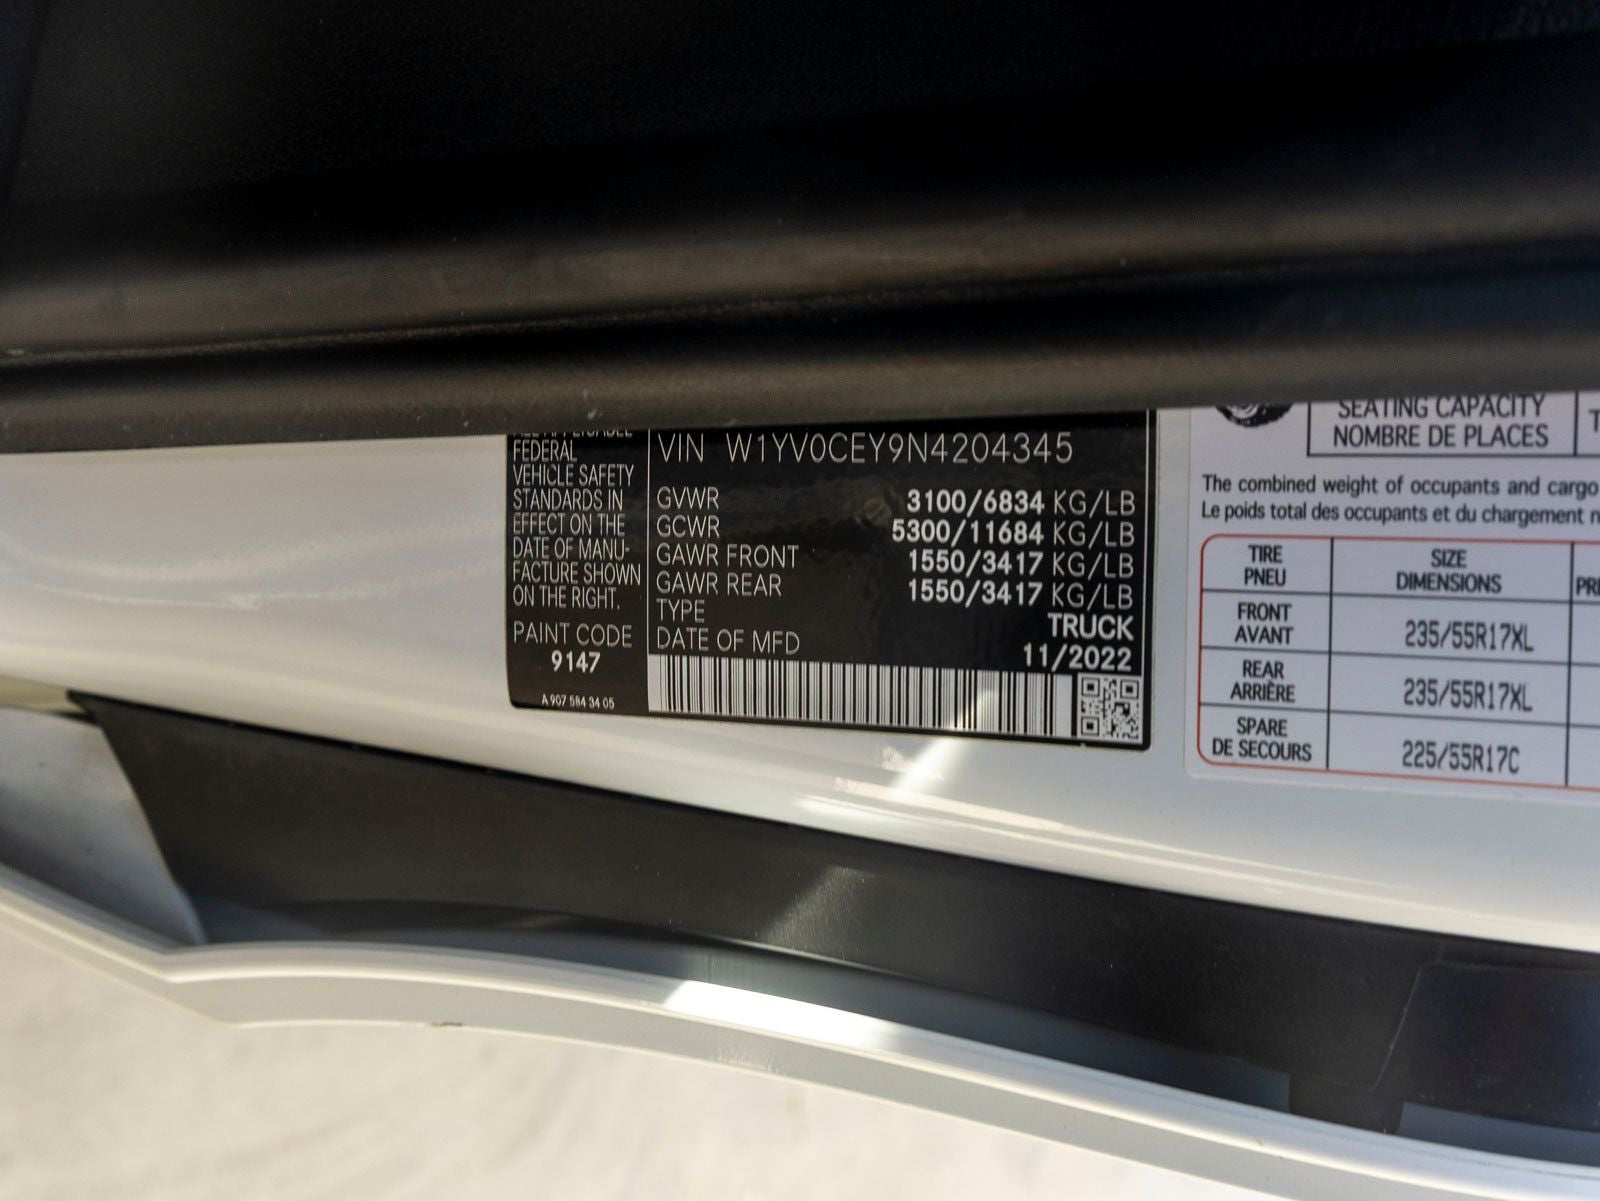 FEDERAL
VEHICLE SAFETY
STANDARDS IN
EFFECT ON THE
DATE OF MANU-
FACTURE SHOWN
ON THE RIGHT.
PAINT CODE
9147
A 907 584 34 05
VIN W1YV0CEY9N4204345
GVWR 3100/6834 KG/LB
GCWR 5300/11684 KG/LB
GAWR FRONT 1550/3417 KG/LB
GAWR REAR 1550/3417 KG/LB
TYPE TRUCK
DATE OF MFD 11/2022
SEATING CAPACITY
NOMBRE DE PLACES
The combined weight of occupants and cargo
Le poids total des occupants et du chargement
TIRE
PNEU
SIZE
DIMENSIONS
FRONT
AVANT
235/55R17XL
REAR
ARRIÈRE
235/55R17XL
SPARE
DE SECOURS
225/55R17C